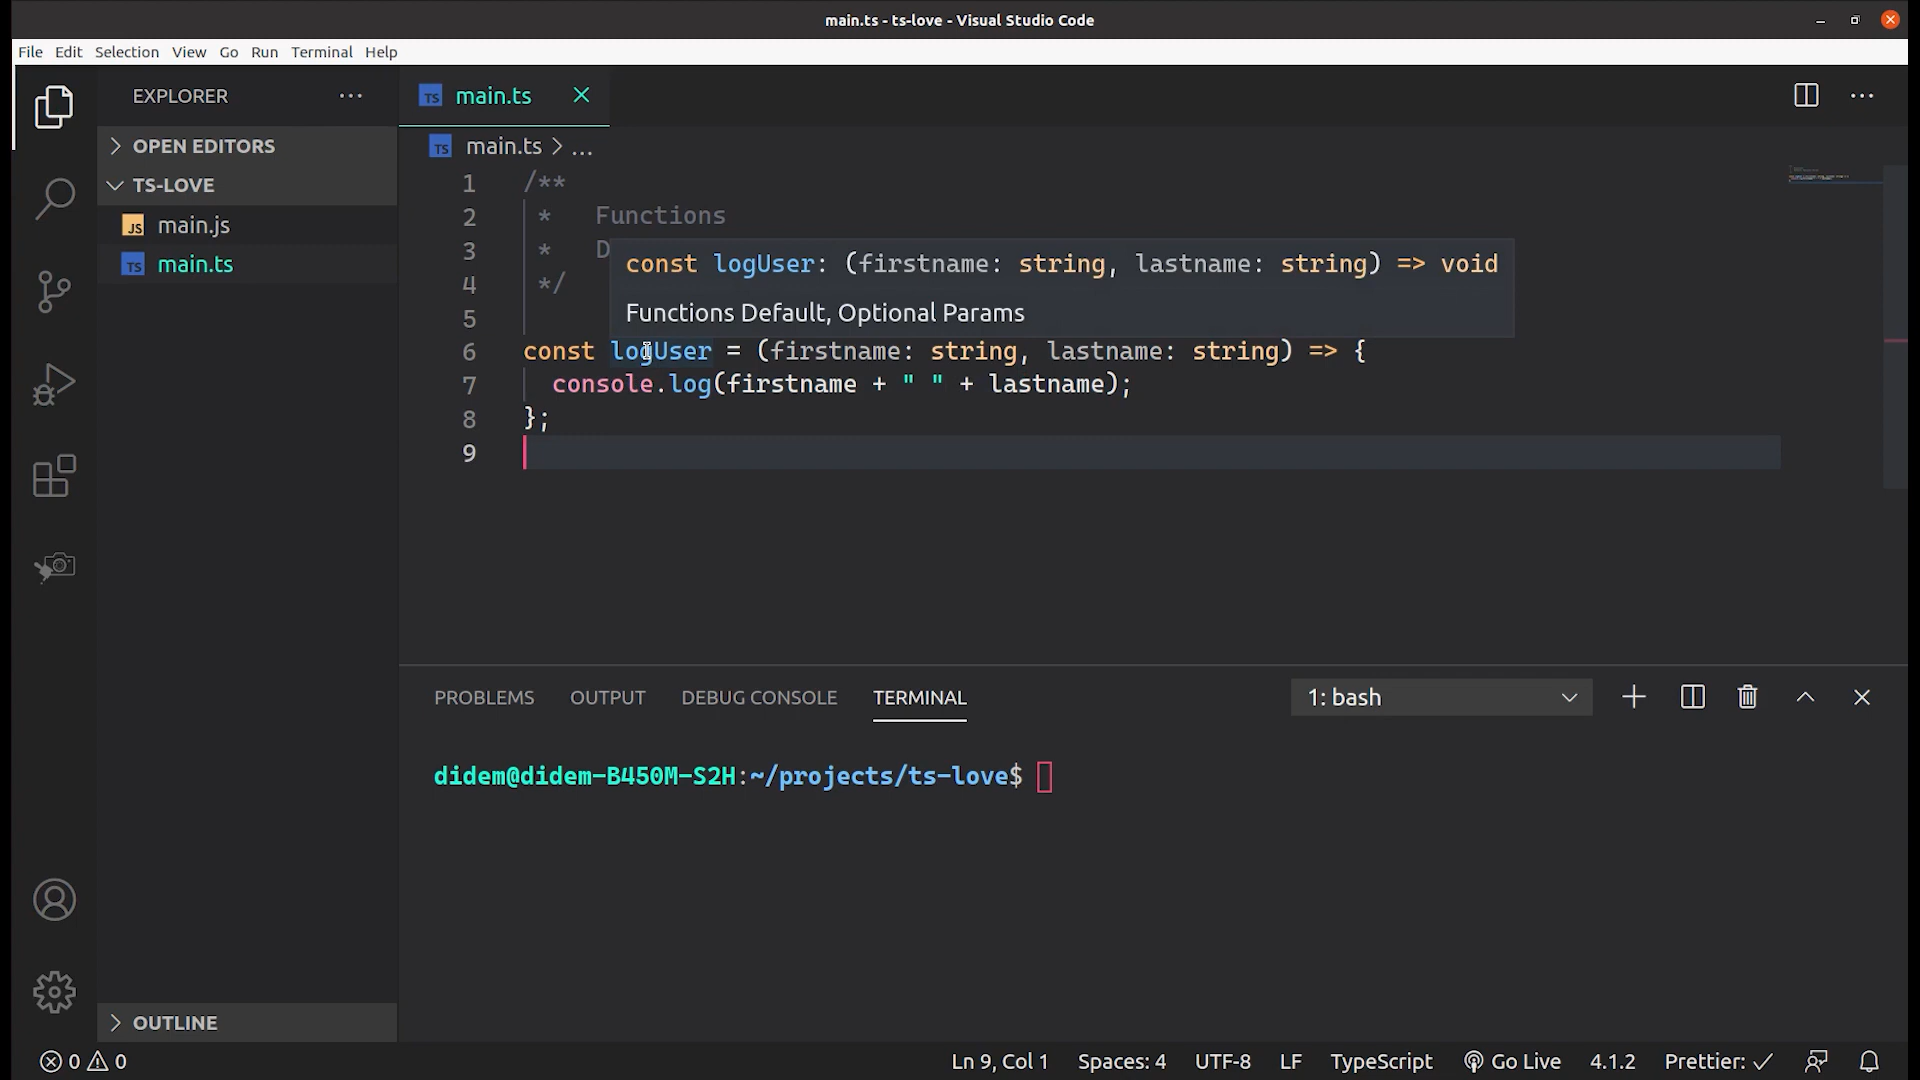 main.ts - ts-love - Visual Studio Code
File Edit Selection View Go Run Terminal Help
EXPLORER
OPEN EDITORS
TS-LOVE
JS main.js
TS main.ts
OUTLINE
TS main.ts
TS main.ts > ...
1 /**
2 * Functions
3 * D
const logUser: (firstname: string, lastname: string) => void
4 */
Functions Default, Optional Params
5
6 const logUser = (firstname: string, lastname: string) => {
7 console.log(firstname + " " + lastname);
8 };
9
PROBLEMS OUTPUT DEBUG CONSOLE TERMINAL 1: bash
didem@didem-B450M-S2H:~/projects/ts-love$
0 0 Ln 9, Col 1 Spaces: 4 UTF-8 LF TypeScript Go Live 4.1.2 Prettier: ✓